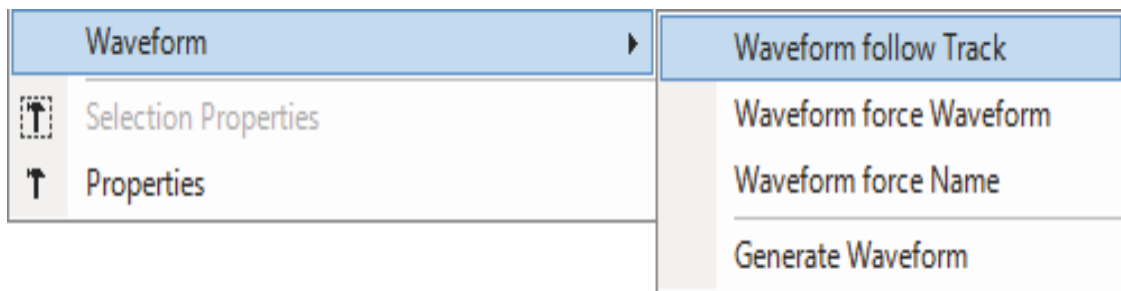 Waveform
Selection Properties
Properties
Waveform follow Track
Waveform force Waveform
Waveform force Name
Generate Waveform